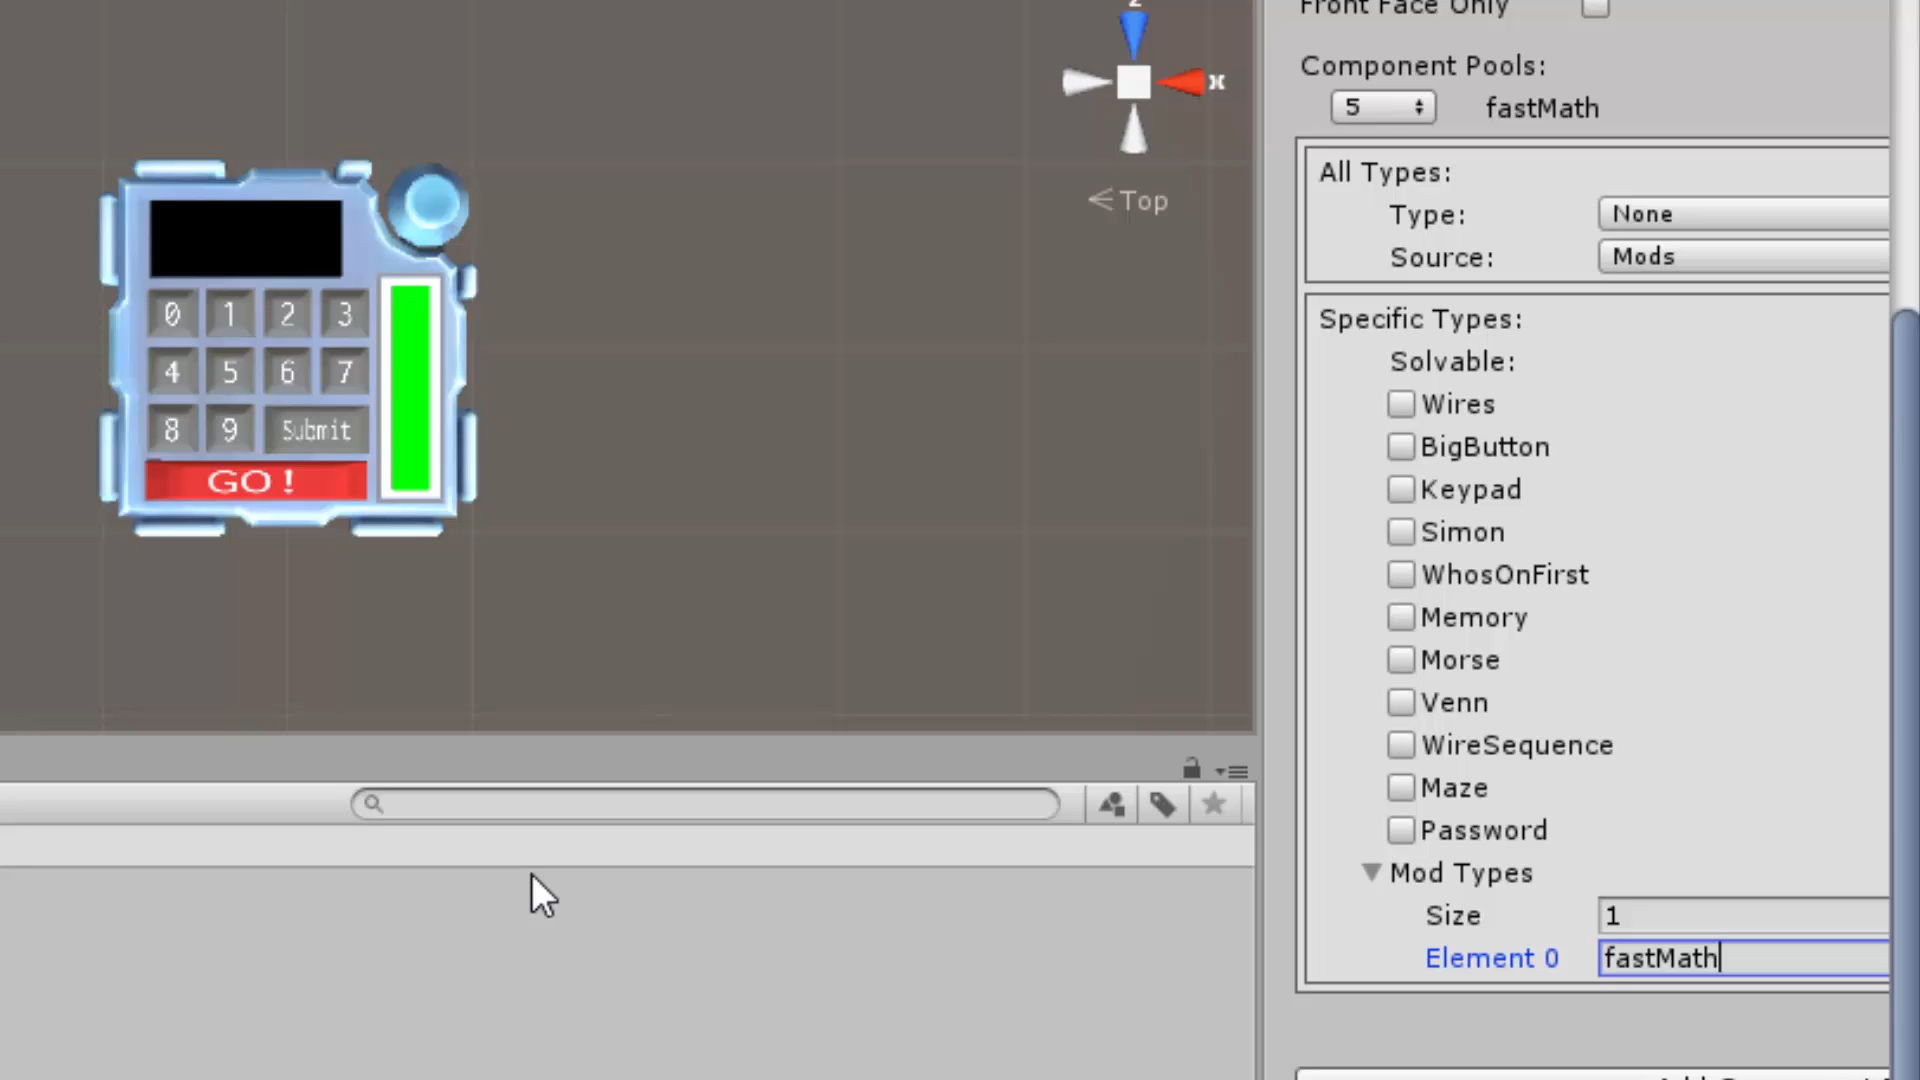 Front Face Only
Component Pools:
5 fastMath
All Types:
Type: None
Source: Mods
Specific Types:
Solvable:
Wires
BigButton
Keypad
Simon
WhosOnFirst
Memory
Morse
Venn
WireSequence
Maze
Password
Mod Types
Size 1
Element 0 fastMath
x
< Top
0 1 2 3
4 5 6 7
8 9 Submit
GO!